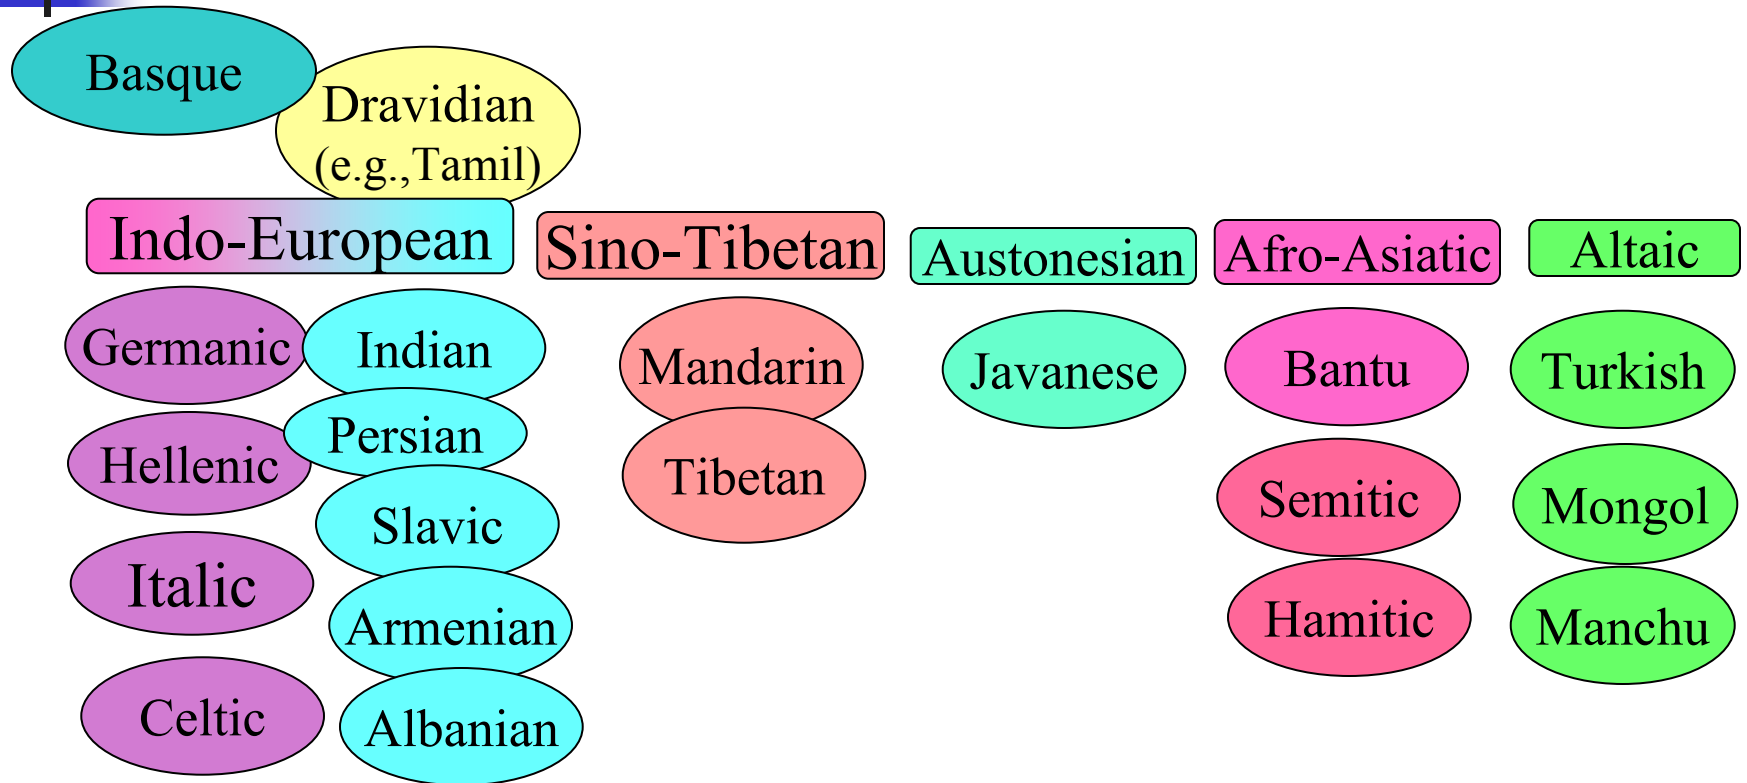 Basque
Dravidian
(e.g.,Tamil)
Indo-European
Sino-Tibetan
Austonesian
Afro-Asiatic
Altaic
Germanic
Indian
Mandarin
Javanese
Bantu
Turkish
Hellenic
Persian
Tibetan
Semitic
Mongol
Slavic
Italic
Armenian
Hamitic
Manchu
Celtic
Albanian